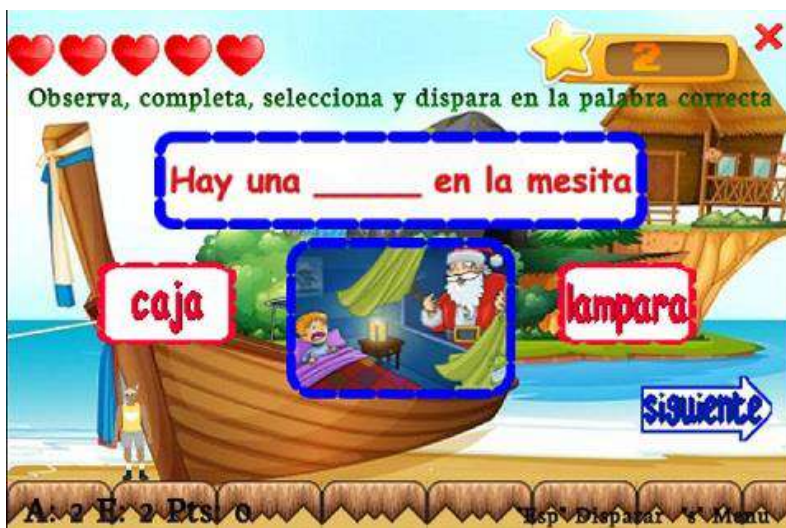 2
Observa, completa, selecciona y dispara en la palabra correcta
Hay una _____ en la mesita
caja
lampara
siguiente
A: 2 E: 2 Pts: 0
"Esp" Disparar "s" Menú